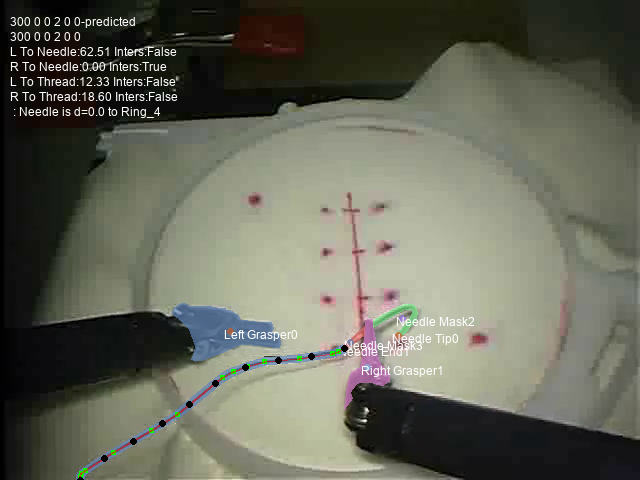 300 0 0 2 0 0-predicted
300 0 0 2 0 0
L To Needle:62.51 Inters:False
R To Needle:0.00 Inters:True
L To Thread:12.33 Inters:False
R To Thread:18.60 Inters:False
: Needle is d=0.0 to Ring_4
Needle Mask2
Left Grasper0
Needle Tip0
Needle Mask3
Needle End1
Right Grasper1